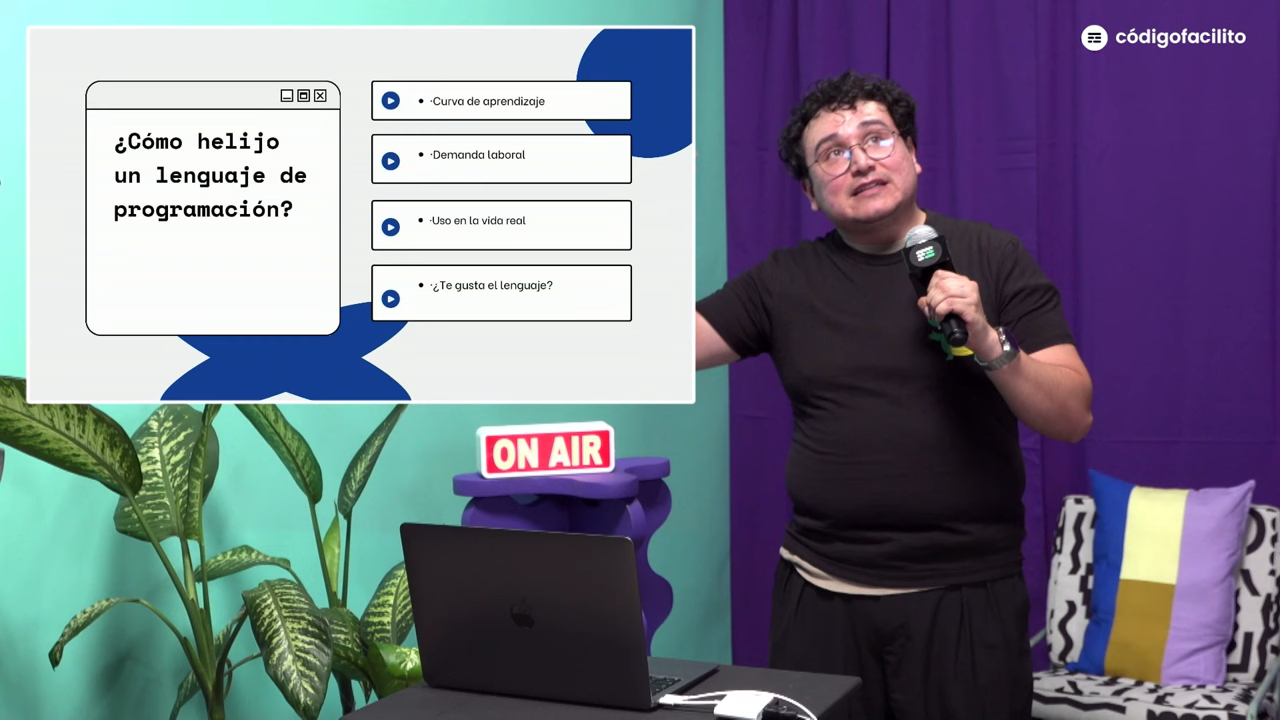 códigofacilito
¿Cómo helijo
un lenguaje de
programación?
• ·Curva de aprendizaje
• ·Demanda laboral
• ·Uso en la vida real
• ·¿Te gusta el lenguaje?
ON AIR